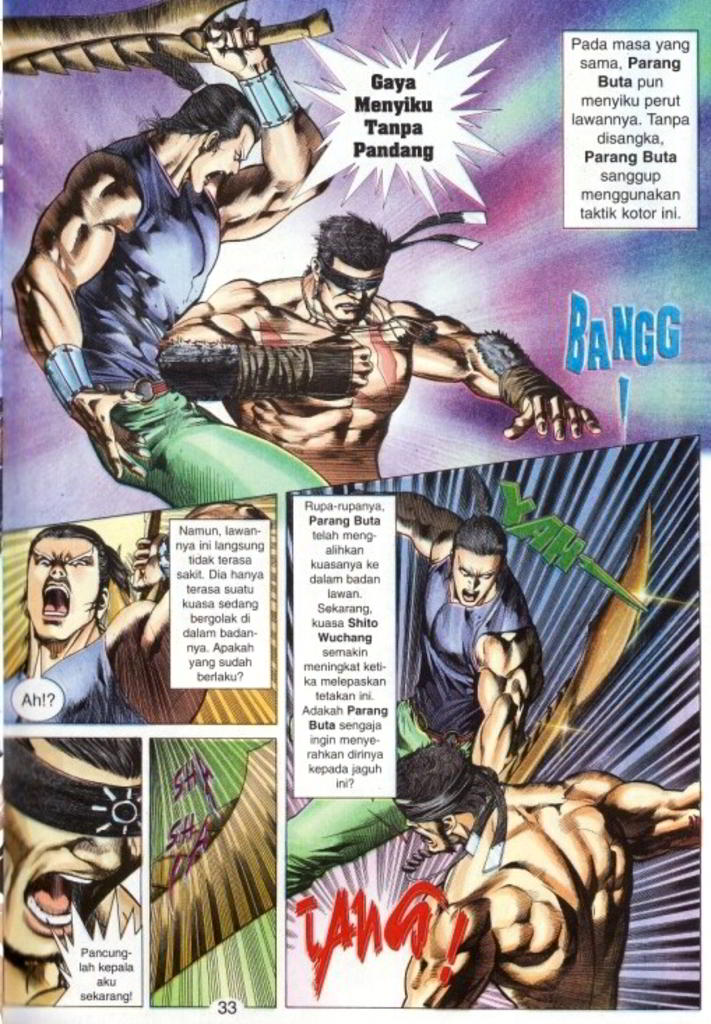 Gaya
Menyiku
Tanpa
Pandang
Pada masa yang
sama, Parang
Buta pun
menyiku perut
lawannya. Tanpa
disangka,
Parang Buta
sanggup
menggunakan
taktik kotor ini.
BANGG
!
Namun, lawan-
nya ini langsung
tidak terasa
sakit. Dia hanya
terasa suatu
kuasa sedang
bergolak di
dalam badan-
nya. Apakah
yang sudah
berlaku?
Ah!?
Rupa-rupanya,
Parang Buta
telah meng-
alihkan
kuasanya ke
dalam badan
lawan.
Sekarang,
kuasa Shito
Wuchang
semakin
meningkat keti-
ka melepaskan
tetakan ini.
Adakah Parang
Buta sengaja
ingin menye-
rahkan dirinya
kepada jaguh
ini?
YAH
Pancung-
lah kepala
aku
sekarang!
TANG!
33